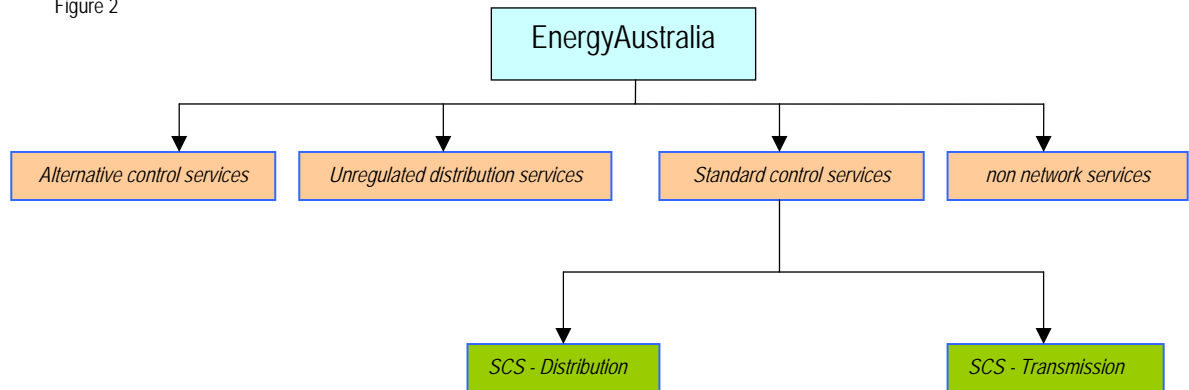 Figure 2
EnergyAustralia
Alternative control services
Unregulated distribution services
Standard control services
non network services
SCS - Distribution
SCS - Transmission